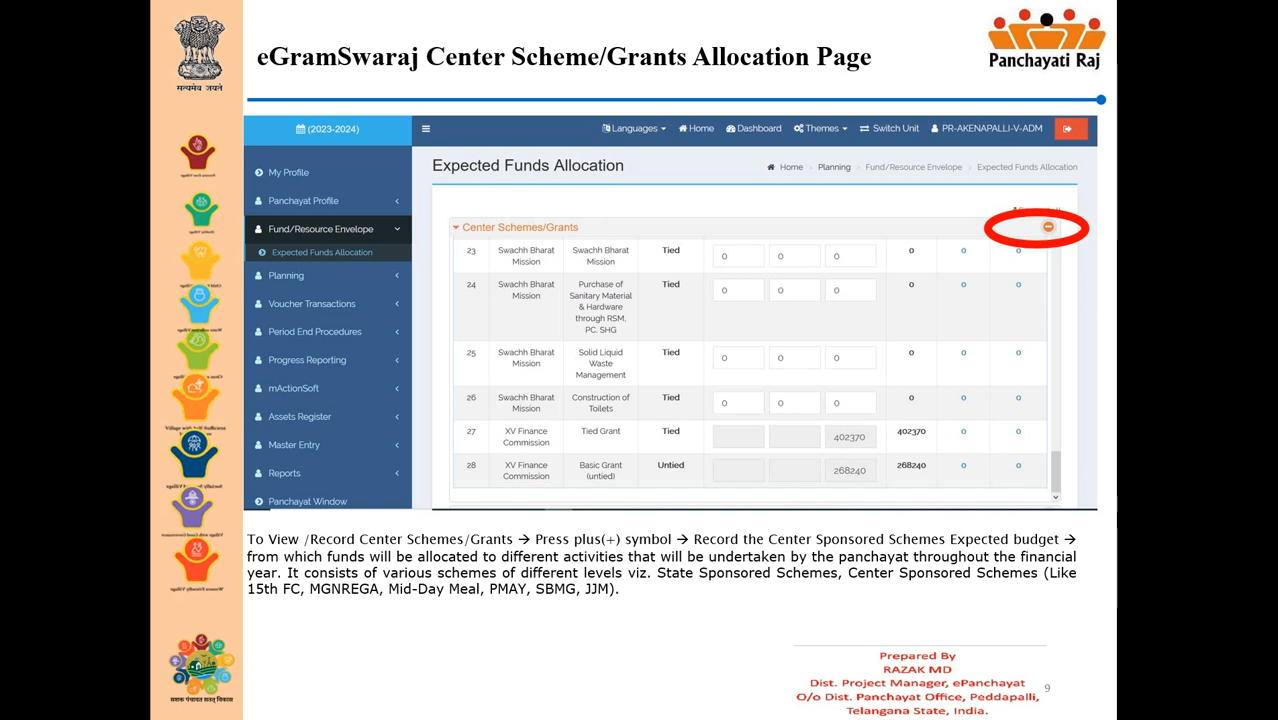 सत्यमेव जयते
eGramSwaraj Center Scheme/Grants Allocation Page
Panchayati Raj
(2023-2024)
Languages
Home
Dashboard
Themes
Switch Unit
PR-AKENAPALLI-V-ADM
My Profile
Panchayat Profile
Fund/Resource Envelope
Expected Funds Allocation
Planning
Voucher Transactions
Period End Procedures
Progress Reporting
mActionSoft
Assets Register
Master Entry
Reports
Panchayat Window
Expected Funds Allocation
Home > Planning > Fund/Resource Envelope > Expected Funds Allocation
Center Schemes/Grants
23 Swachh Bharat Mission Swachh Bharat Mission Tied 0 0 0 0 0 0
24 Swachh Bharat Mission Purchase of Sanitary Material & Hardware through RSM, PC, SHG Tied 0 0 0 0 0 0
25 Swachh Bharat Mission Solid Liquid Waste Management Tied 0 0 0 0 0 0
26 Swachh Bharat Mission Construction of Toilets Tied 0 0 0 0 0 0
27 XV Finance Commission Tied Grant Tied 402370 402370 0 0
28 XV Finance Commission Basic Grant (untied) Untied 268240 268240 0 0
To View /Record Center Schemes/Grants → Press plus(+) symbol → Record the Center Sponsored Schemes Expected budget →
from which funds will be allocated to different activities that will be undertaken by the panchayat throughout the financial
year. It consists of various schemes of different levels viz. State Sponsored Schemes, Center Sponsored Schemes (Like
15th FC, MGNREGA, Mid-Day Meal, PMAY, SBMG, JJM).
सशक्त पंचायत सतत् विकास
Prepared By
RAZAK MD
Dist. Project Manager, ePanchayat
O/o Dist. Panchayat Office, Peddapalli,
Telangana State, India.
9